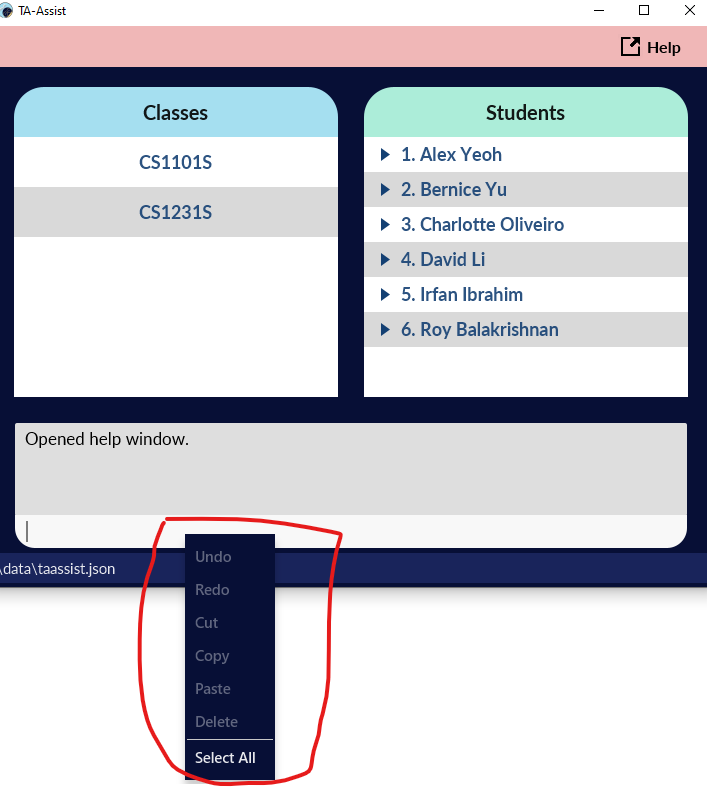 TA-Assist
Help
Classes
CS1101S
CS1231S
Students
1. Alex Yeoh
2. Bernice Yu
3. Charlotte Oliveiro
4. David Li
5. Irfan Ibrahim
6. Roy Balakrishnan
Opened help window.
\data\taassist.json
Undo
Redo
Cut
Copy
Paste
Delete
Select All